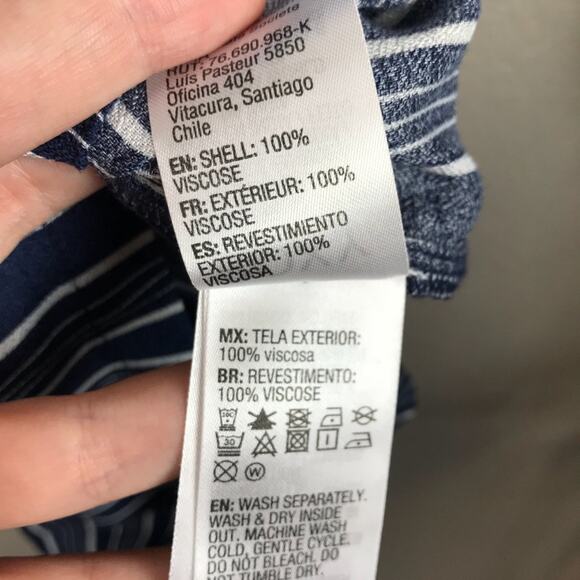 RUT: 76.690.968-K
Luis Pasteur 5850
Oficina 404
Vitacura, Santiago
Chile
EN: SHELL: 100%
VISCOSE
FR: EXTÉRIEUR: 100%
VISCOSE
ES: REVESTIMIENTO
EXTERIOR: 100%
VISCOSA
MX: TELA EXTERIOR:
100% viscosa
BR: REVESTIMENTO:
100% VISCOSE
30
W
EN: WASH SEPARATELY.
WASH & DRY INSIDE
OUT. MACHINE WASH
COLD, GENTLE CYCLE.
DO NOT BLEACH. DO
NOT TUMBLE DRY.